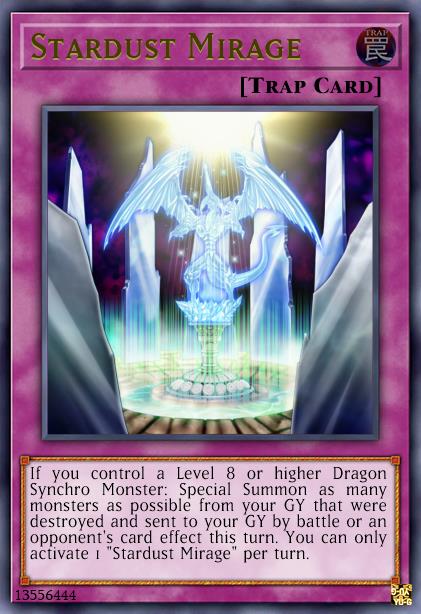 Stardust Mirage
TRAP
罠
[Trap Card]
If you control a Level 8 or higher Dragon
Synchro Monster: Special Summon as many
monsters as possible from your GY that were
destroyed and sent to your GY by battle or an
opponent's card effect this turn. You can only
activate 1 "Stardust Mirage" per turn.
13556444